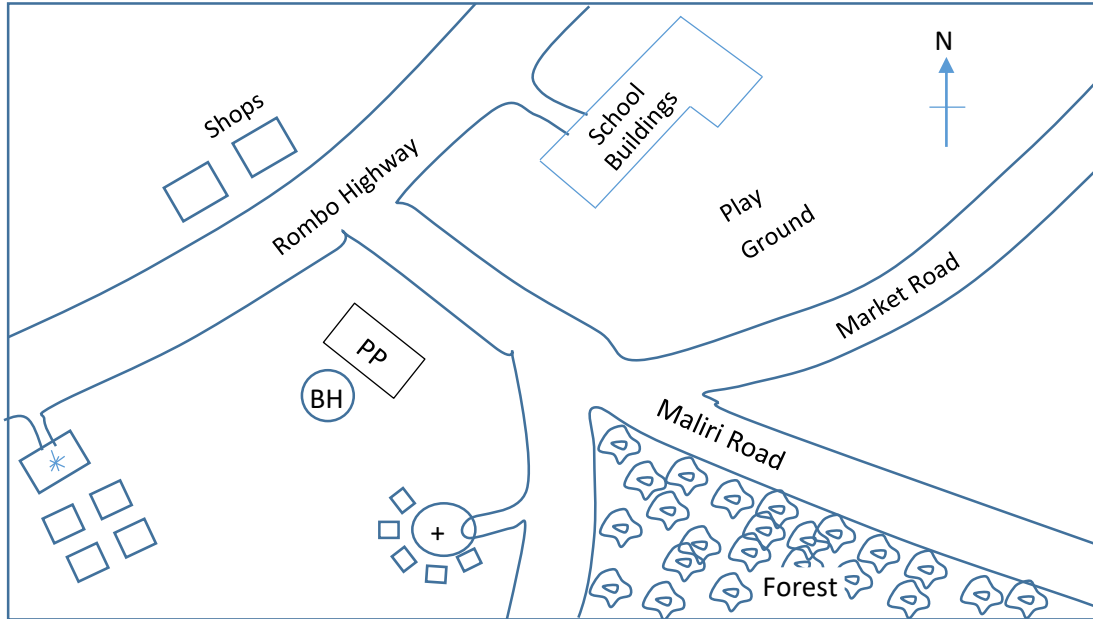 N
Shops
School
Buildings
Rombo Highway
Play
Ground
Market Road
PP
BH
Maliri Road
+
Forest